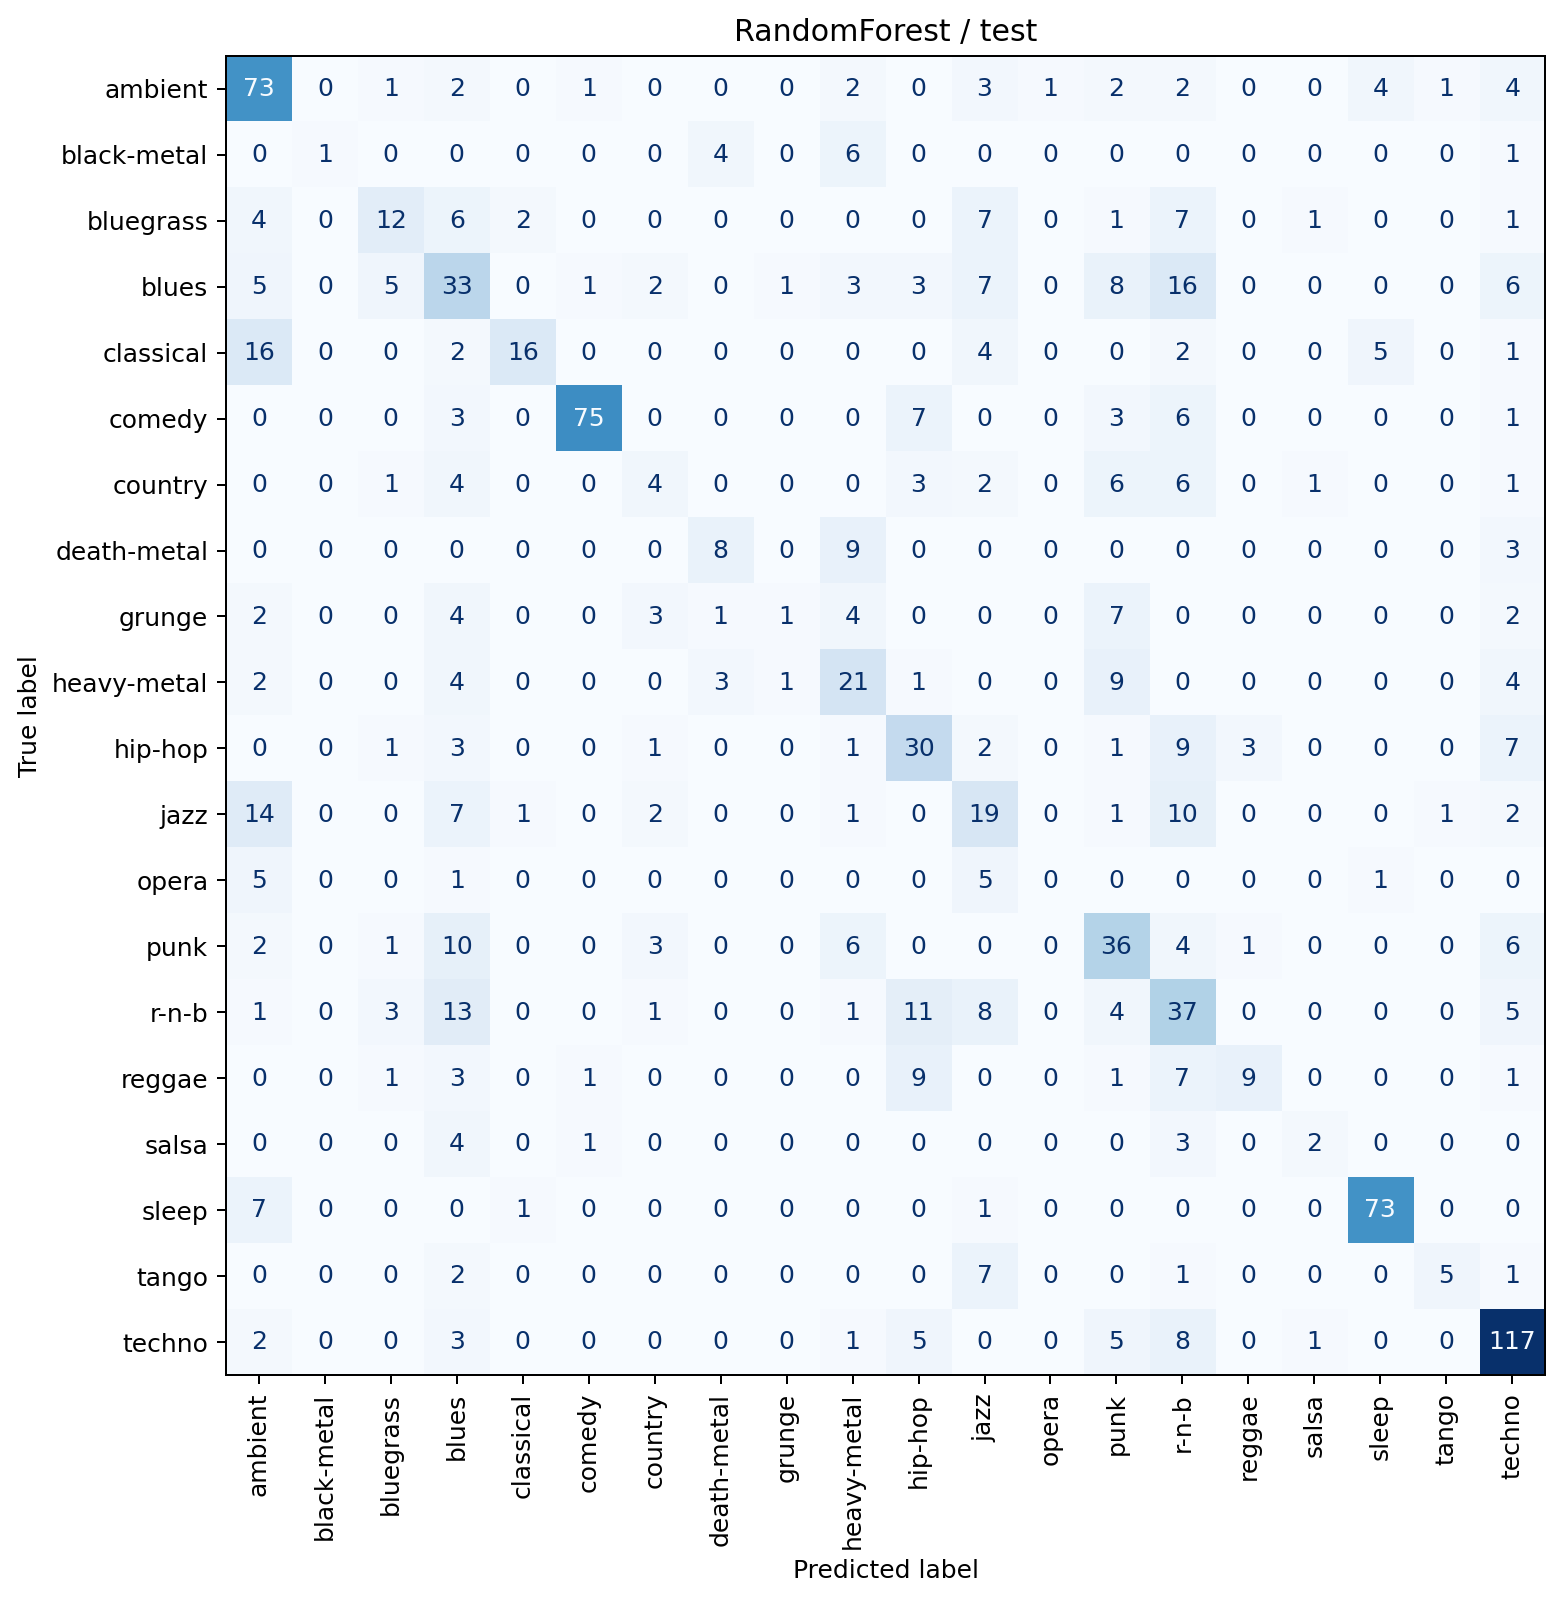 RandomForest / test
True label
ambient 73 0 1 2 0 1 0 0 0 2 0 3 1 2 2 0 0 4 1 4
black-metal 0 1 0 0 0 0 0 4 0 6 0 0 0 0 0 0 0 0 0 1
bluegrass 4 0 12 6 2 0 0 0 0 0 0 7 0 1 7 0 1 0 0 1
blues 5 0 5 33 0 1 2 0 1 3 3 7 0 8 16 0 0 0 0 6
classical 16 0 0 2 16 0 0 0 0 0 0 4 0 0 2 0 0 5 0 1
comedy 0 0 0 3 0 75 0 0 0 0 7 0 0 3 6 0 0 0 0 1
country 0 0 1 4 0 0 4 0 0 0 3 2 0 6 6 0 1 0 0 1
death-metal 0 0 0 0 0 0 0 8 0 9 0 0 0 0 0 0 0 0 0 3
grunge 2 0 0 4 0 0 3 1 1 4 0 0 0 7 0 0 0 0 0 2
heavy-metal 2 0 0 4 0 0 0 3 1 21 1 0 0 9 0 0 0 0 0 4
hip-hop 0 0 1 3 0 0 1 0 0 1 30 2 0 1 9 3 0 0 0 7
jazz 14 0 0 7 1 0 2 0 0 1 0 19 0 1 10 0 0 0 1 2
opera 5 0 0 1 0 0 0 0 0 0 0 5 0 0 0 0 0 1 0 0
punk 2 0 1 10 0 0 3 0 0 6 0 0 0 36 4 1 0 0 0 6
r-n-b 1 0 3 13 0 0 1 0 0 1 11 8 0 4 37 0 0 0 0 5
reggae 0 0 1 3 0 1 0 0 0 0 9 0 0 1 7 9 0 0 0 1
salsa 0 0 0 4 0 1 0 0 0 0 0 0 0 0 3 0 2 0 0 0
sleep 7 0 0 0 1 0 0 0 0 0 0 1 0 0 0 0 0 73 0 0
tango 0 0 0 2 0 0 0 0 0 0 0 7 0 0 1 0 0 0 5 1
techno 2 0 0 3 0 0 0 0 0 1 5 0 0 5 8 0 1 0 0 117
ambient black-metal bluegrass blues classical comedy country death-metal grunge heavy-metal hip-hop jazz opera punk r-n-b reggae salsa sleep tango techno
Predicted label